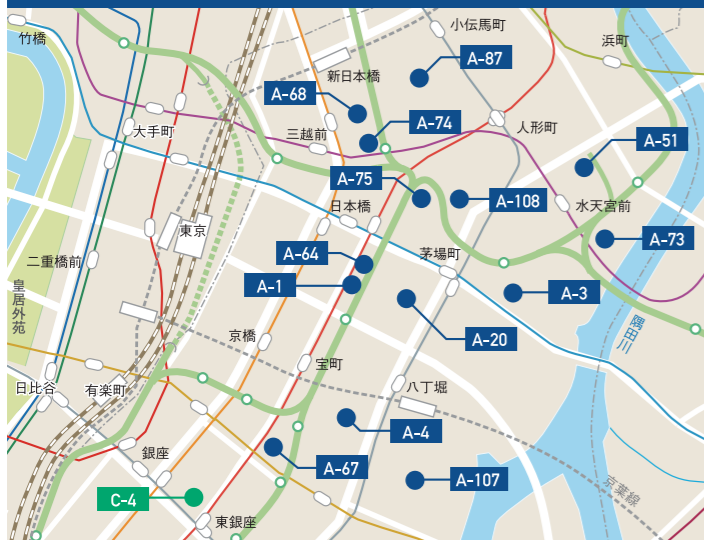 小伝馬町
竹橋
浜町
A-87
新日本橋
A-68
A-74
人形町
大手町
三越前
A-51
A-75
A-108
日本橋
水天宮前
東京
A-73
A-64
茅場町
二重橋前
A-1
A-3
皇居外苑
A-20
隅田川
京橋
宝町
日比谷
有楽町
八丁堀
A-4
銀座
A-67
A-107
京葉線
C-4
東銀座